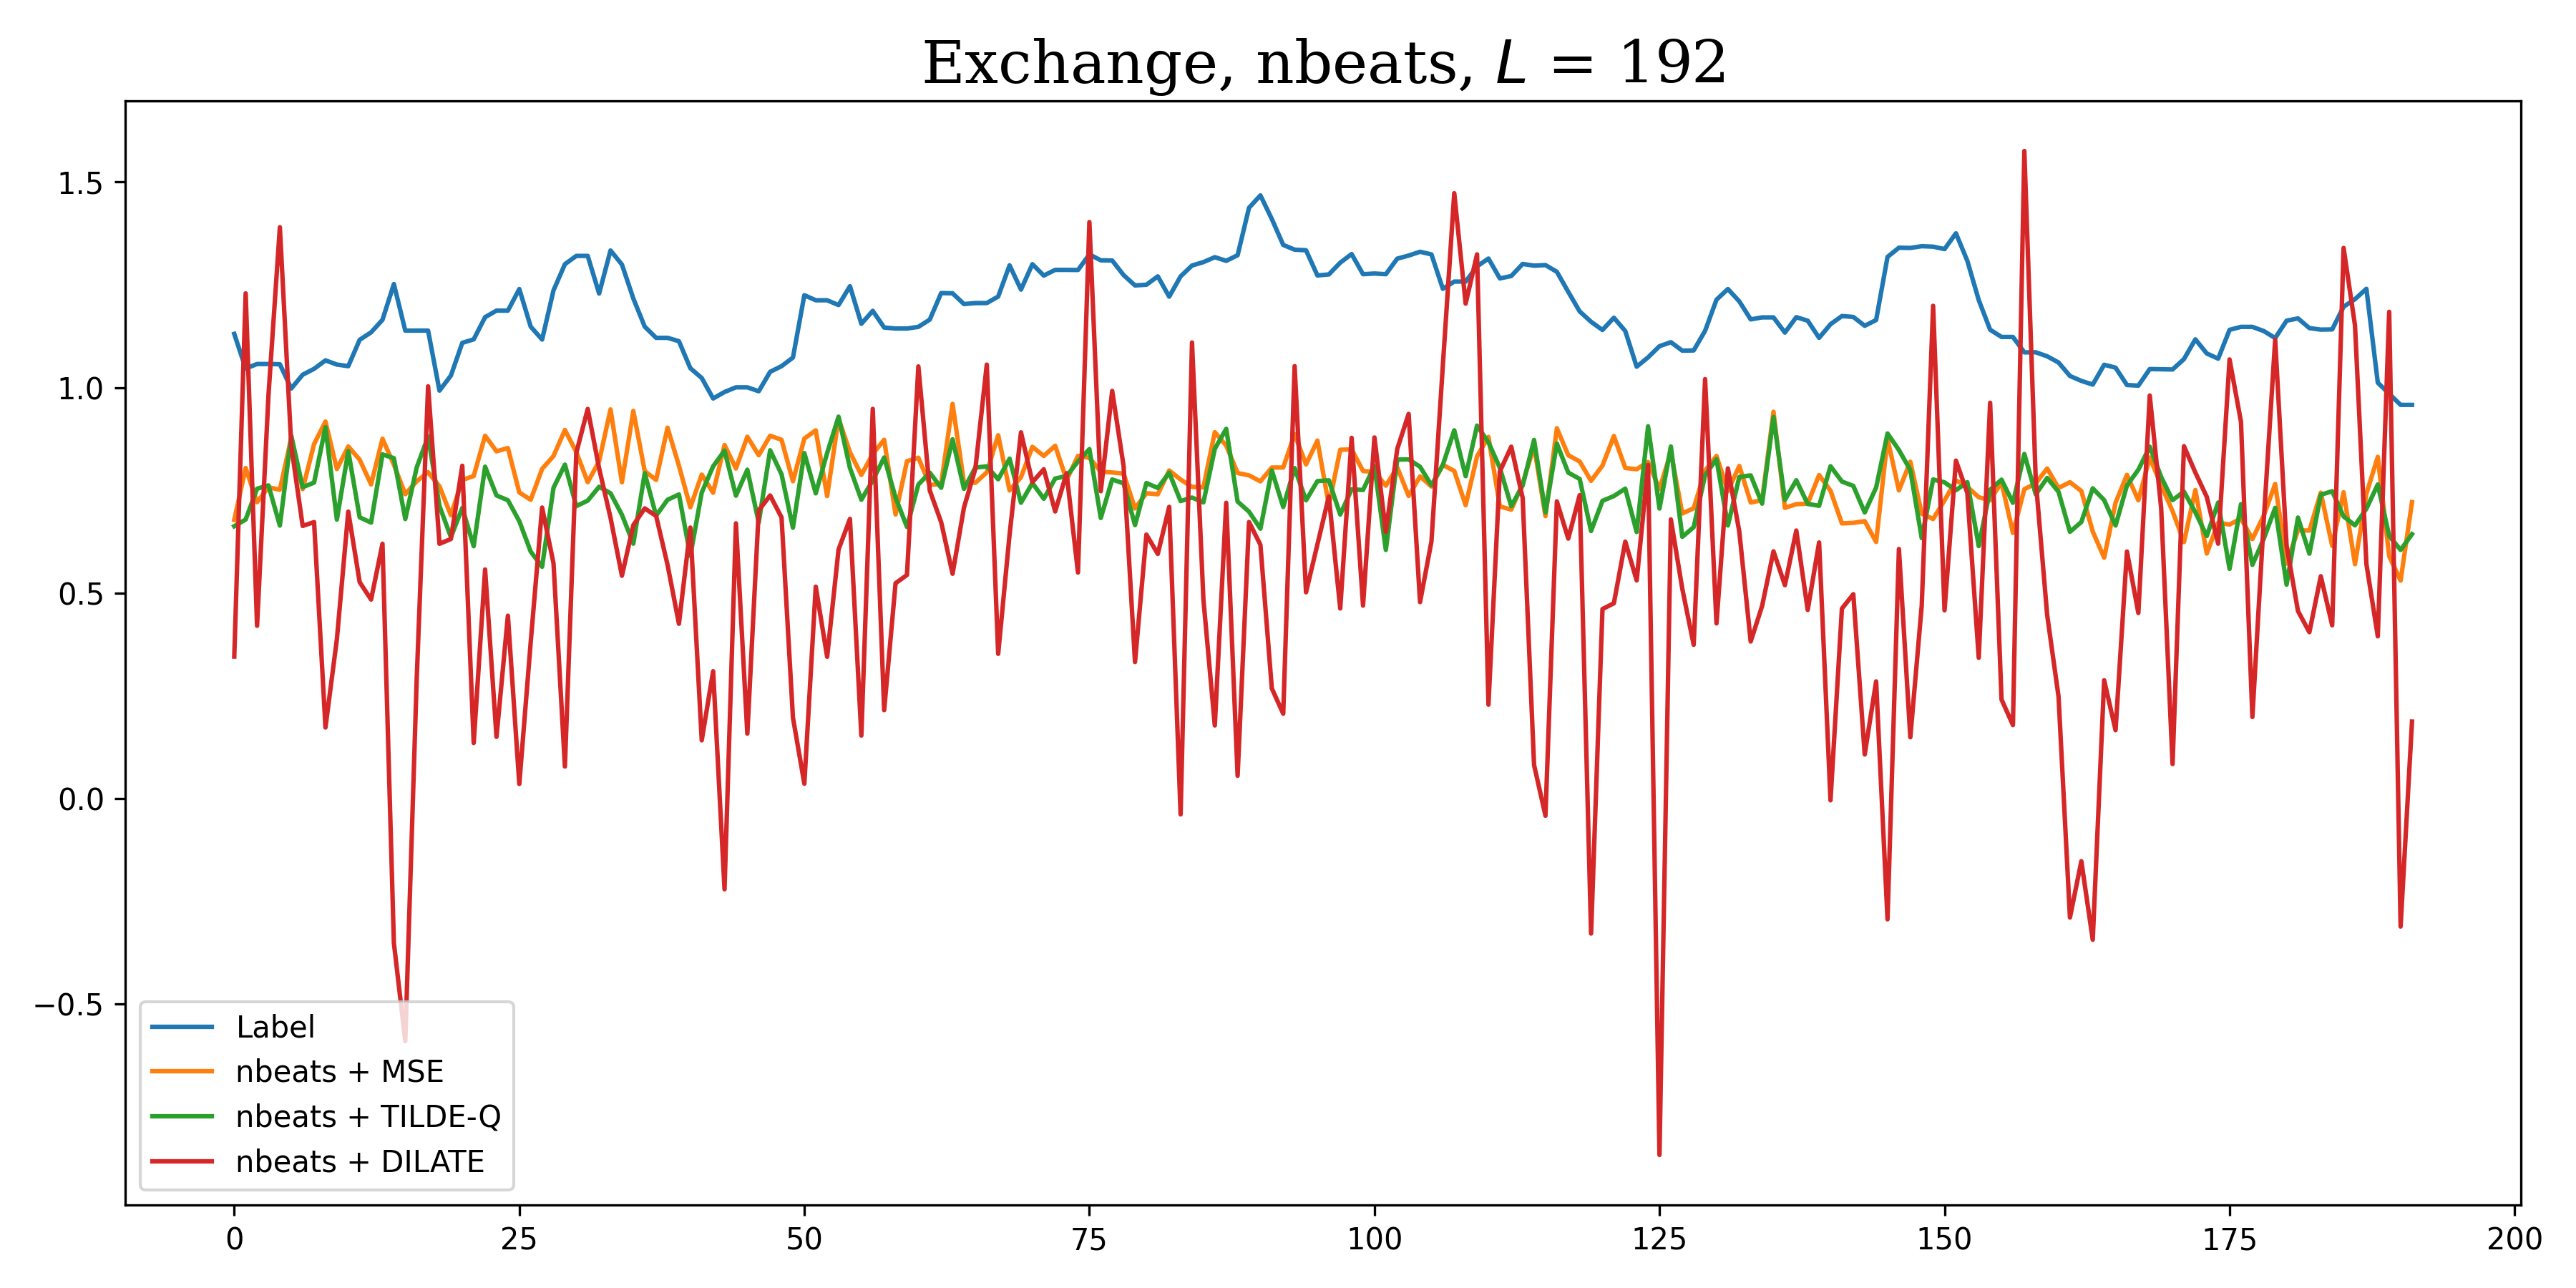 Exchange, nbeats, L = 192
1.5
1.0
0.5
0.0
−0.5
Label
nbeats + MSE
nbeats + TILDE-Q
nbeats + DILATE
0 25 50 75 100 125 150 175 200